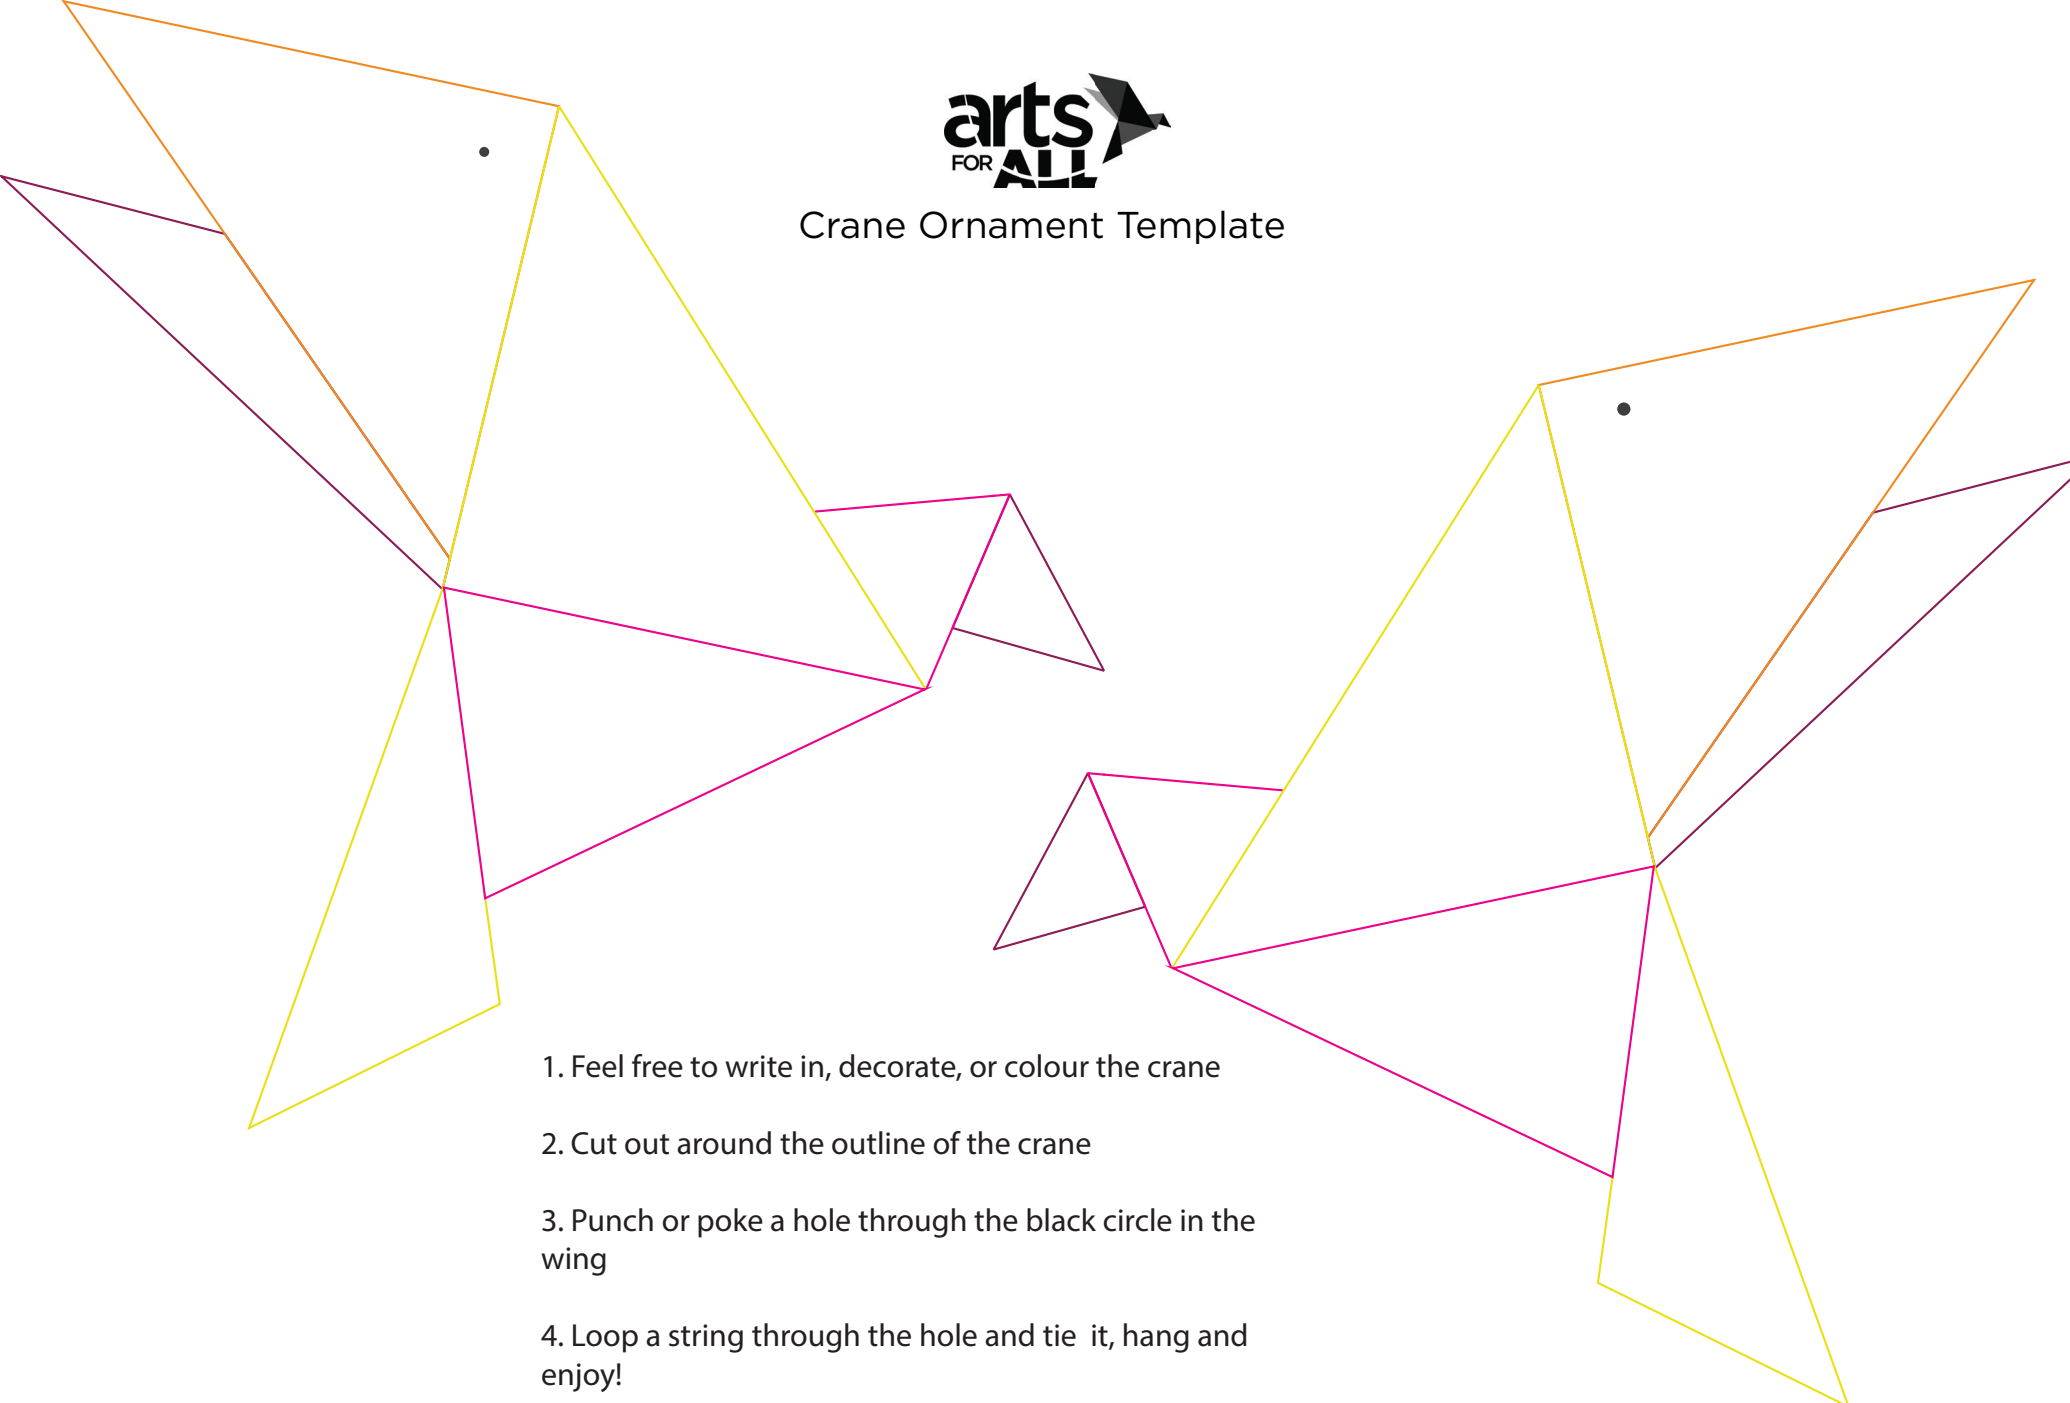 arts
FOR ALL
Crane Ornament Template
1. Feel free to write in, decorate, or colour the crane
2. Cut out around the outline of the crane
3. Punch or poke a hole through the black circle in the
wing
4. Loop a string through the hole and tie  it, hang and
enjoy!